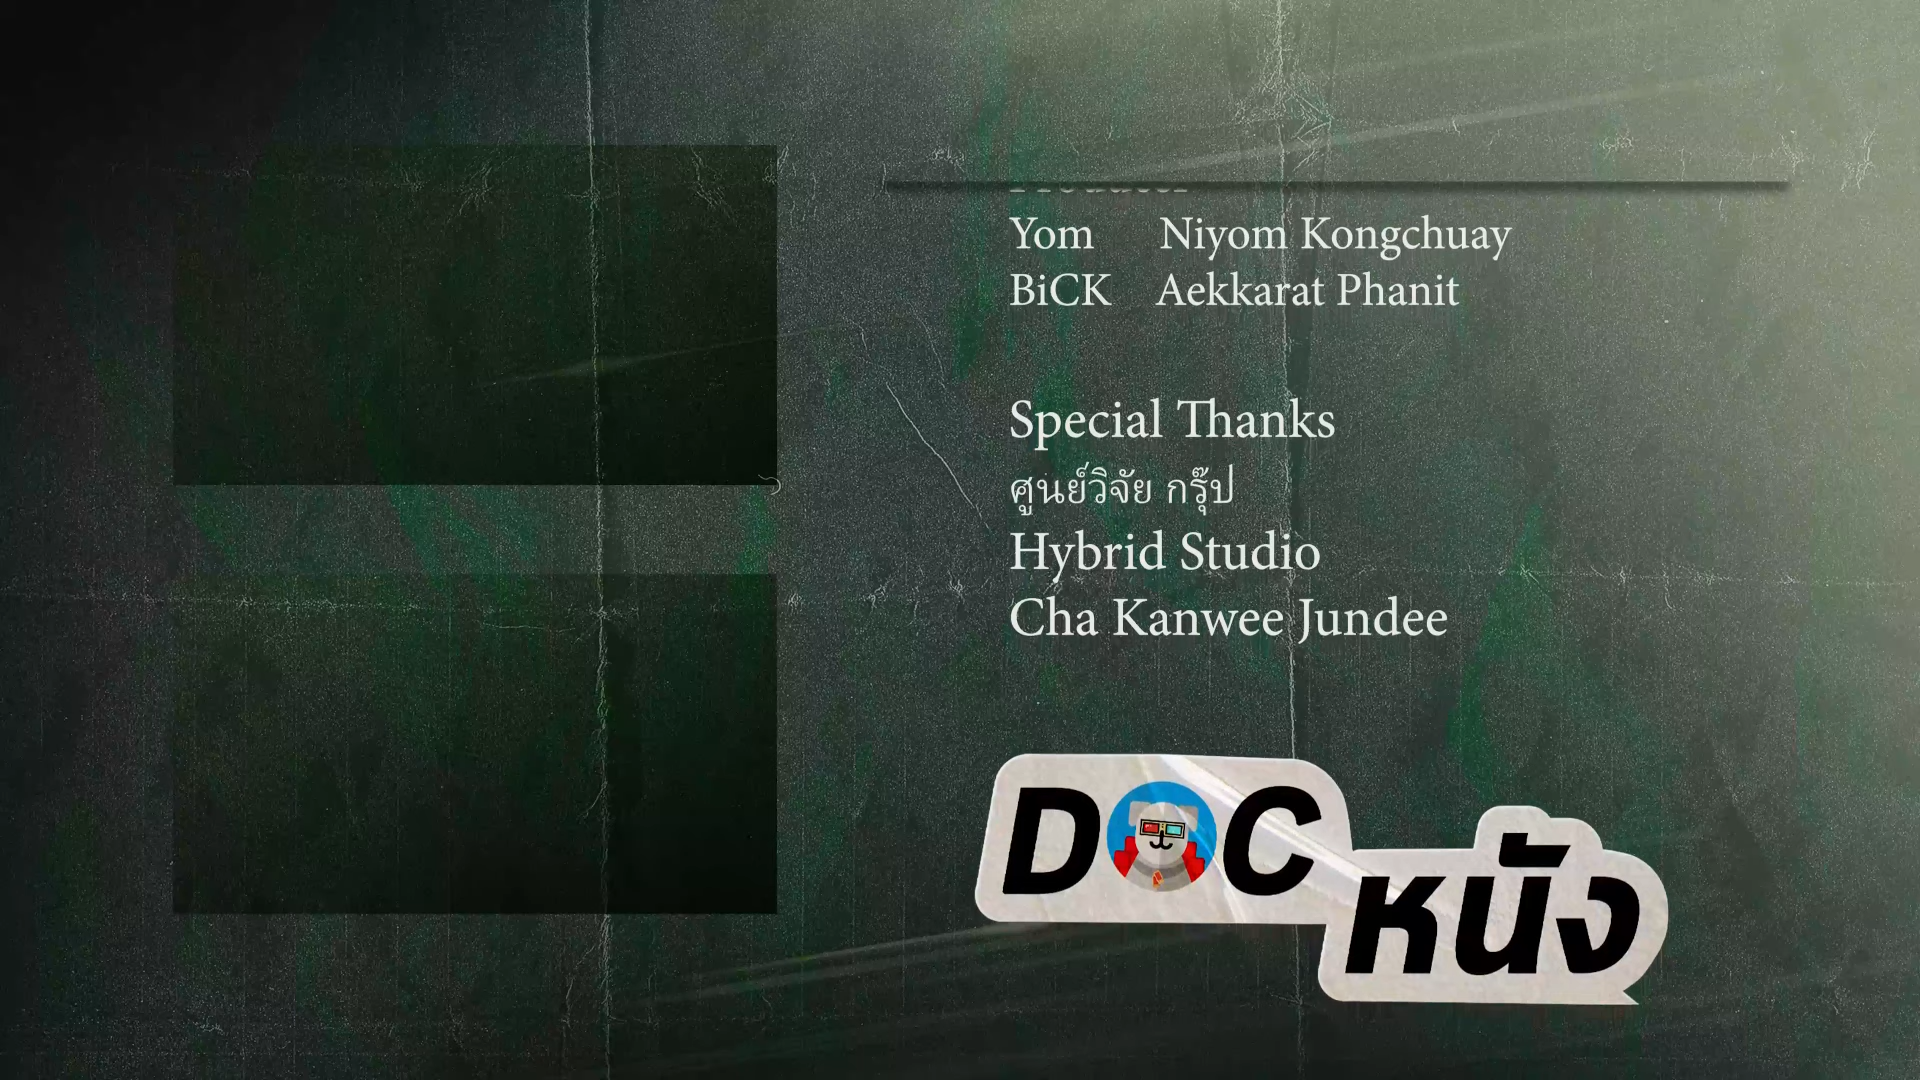 Producer
Yom Niyom Kongchuay
BiCK Aekkarat Phanit
Special Thanks
ศูนย์วิจัย กรุ๊ป
Hybrid Studio
Cha Kanwee Jundee
DOC
หนัง